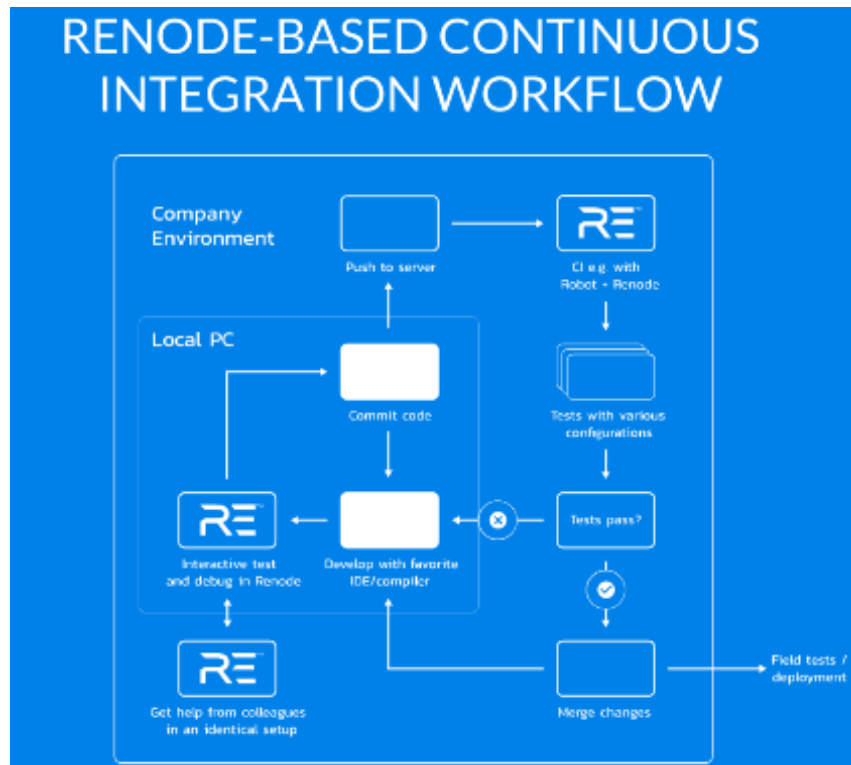 RENODE-BASED CONTINUOUS
INTEGRATION WORKFLOW
Company
Environment
RE
Push to server
CI e.g. with
Robot + Renode
Local PC
Commit code
Tests with various
configurations
RE
Tests pass?
Interactive test
and debug in Renode
Develop with favorite
IDE/compiler
RE
Field tests /
deployment
Get help from colleagues
in an identical setup
Merge changes